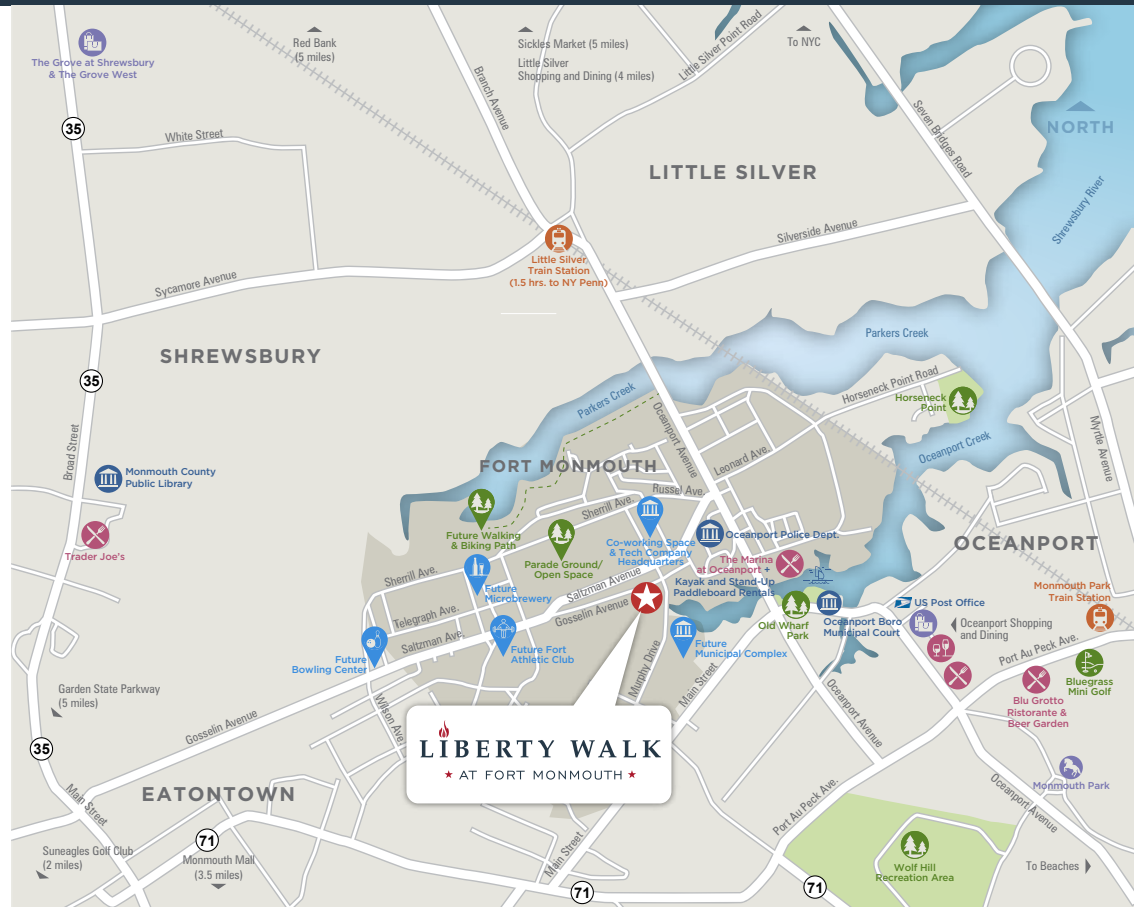 The Grove at Shrewsbury
& The Grove West
Red Bank
(5 miles)
Sickles Market (5 miles)
Little Silver
Shopping and Dining (4 miles)
Little Silver Point Road
To NYC
Branch Avenue
35
White Street
Seven Bridges Road
NORTH
LITTLE SILVER
Shrewsbury River
Silverside Avenue
Little Silver
Train Station
(1.5 hrs. to NY Penn)
Sycamore Avenue
SHREWSBURY
Parkers Creek
35
Parkers Creek
Horseneck Point Road
Horseneck
Point
Oceanport Avenue
Broad Street
Myrtle Avenue
Oceanport Creek
Leonard Ave.
FORT MONMOUTH
Monmouth County
Public Library
Russel Ave.
Sherrill Ave.
Future Walking
& Biking Path
Parade Ground/
Open Space
Co-working Space
& Tech Company
Headquarters
Oceanport Police Dept.
OCEANPORT
Trader Joe's
The Marina
at Oceanport +
Kayak and Stand-Up
Paddleboard Rentals
Sherrill Ave.
Future
Microbrewery
Saltzman Avenue
Gosselin Avenue
Monmouth Park
Train Station
US Post Office
Old Wharf
Park
Oceanport Boro
Municipal Court
Oceanport Shopping
and Dining
Telegraph Ave.
Saltzman Ave.
Future Fort
Athletic Club
Future
Municipal Complex
Port Au Peck Ave.
Future
Bowling Center
Murphy Drive
Main Street
Bluegrass
Mini Golf
Blu Grotto
Ristorante &
Beer Garden
Garden State Parkway
(5 miles)
Gosselin Avenue
Wilson Ave.
Oceanport Avenue
35
LIBERTY WALK
AT FORT MONMOUTH
Monmouth Park
Main Street
EATONTOWN
Port Au Peck Ave.
Oceanport Avenue
71
Suneagles Golf Club
(2 miles)
Monmouth Mall
(3.5 miles)
Main Street
Wolf Hill
Recreation Area
To Beaches
71
71